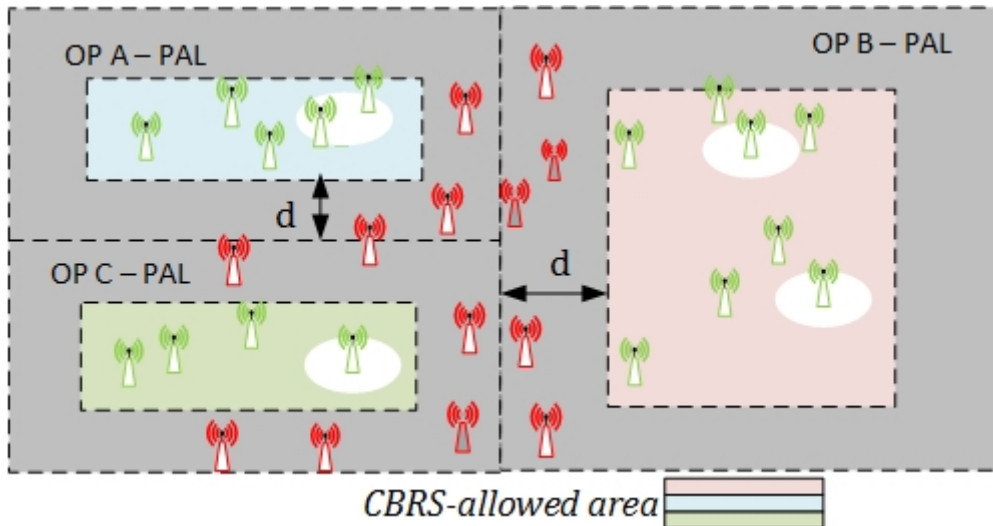 OP A – PAL
OP B – PAL
d
OP C – PAL
d
CBRS-allowed area